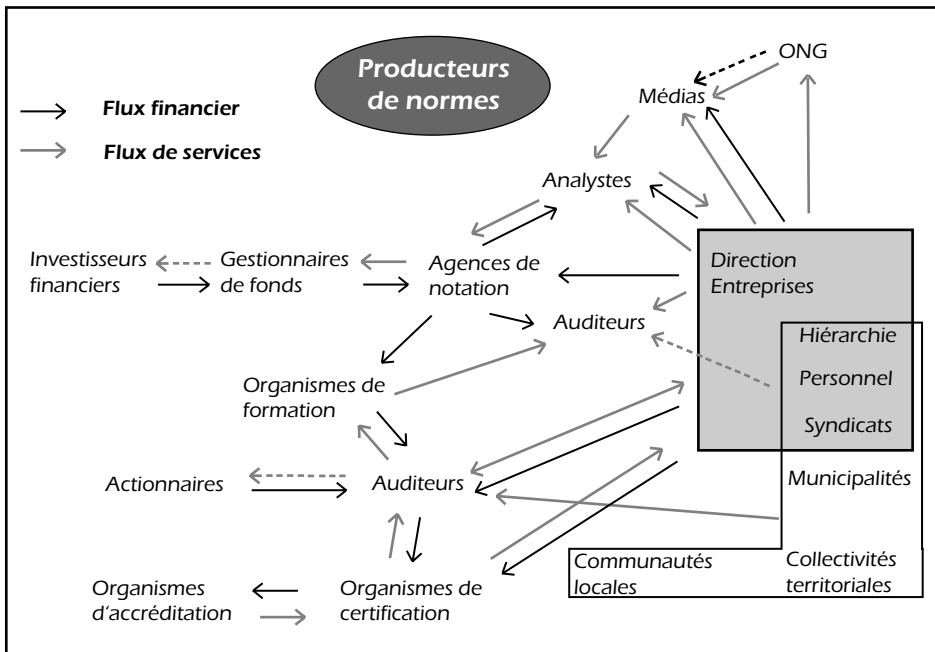 Producteurs
de normes
ONG
Médias
Flux financier
Flux de services
Analystes
Investisseurs
financiers
Gestionnaires
de fonds
Agences de
notation
Direction
Entreprises
Auditeurs
Hiérarchie
Personnel
Syndicats
Organismes de
formation
Actionnaires
Auditeurs
Municipalités
Communautés
locales
Collectivités
territoriales
Organismes
d'accréditation
Organismes de
certification